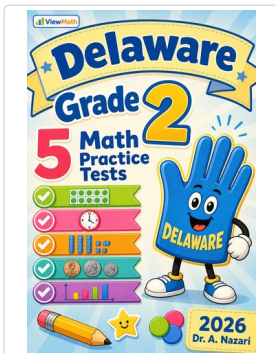 ViewMath
Delaware
Grade 2
5 Math
Practice
Tests
DELAWARE
2026
Dr. A. Nazari